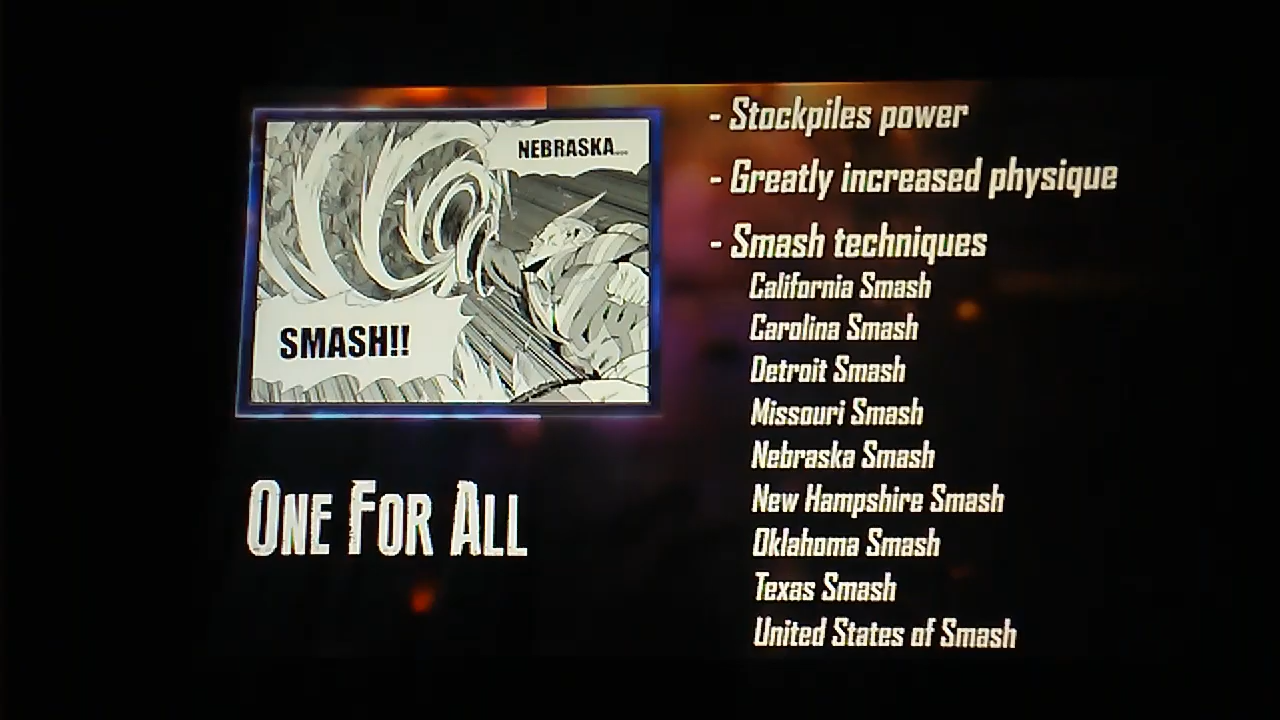 NEBRASKA...
SMASH!!
ONE FOR ALL
- Stockpiles power
- Greatly increased physique
- Smash techniques
California Smash
Carolina Smash
Detroit Smash
Missouri Smash
Nebraska Smash
New Hampshire Smash
Oklahoma Smash
Texas Smash
United States of Smash